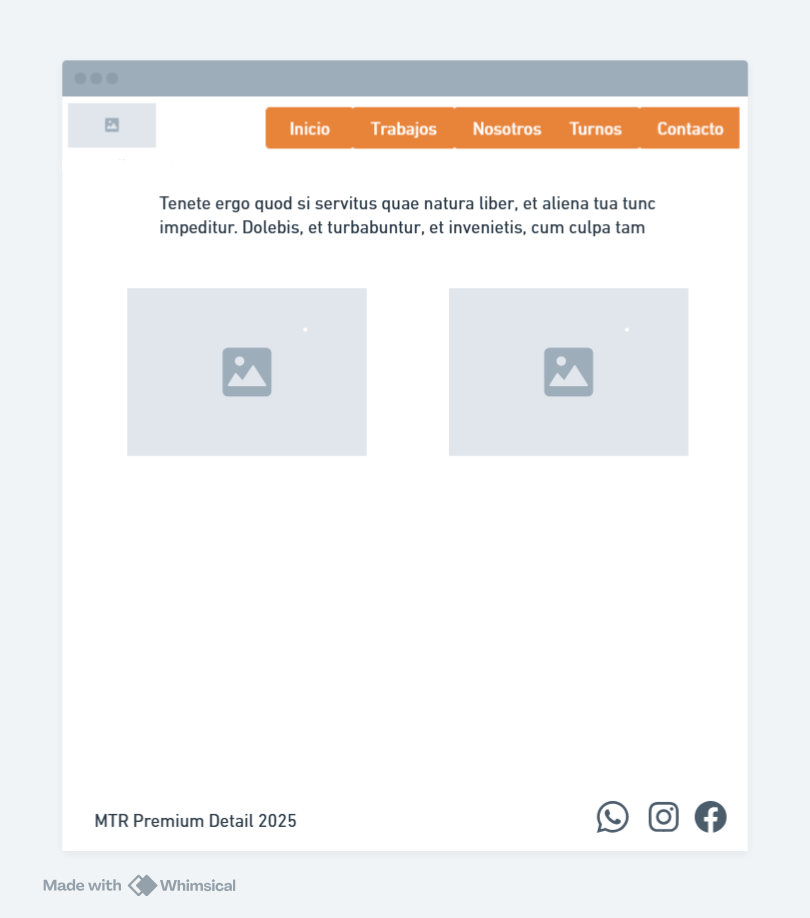 Inicio Trabajos Nosotros Turnos Contacto
Tenete ergo quod si servitus quae natura liber, et aliena tua tunc
impeditur. Dolebis, et turbabuntur, et invenietis, cum culpa tam
MTR Premium Detail 2025
Made with Whimsical